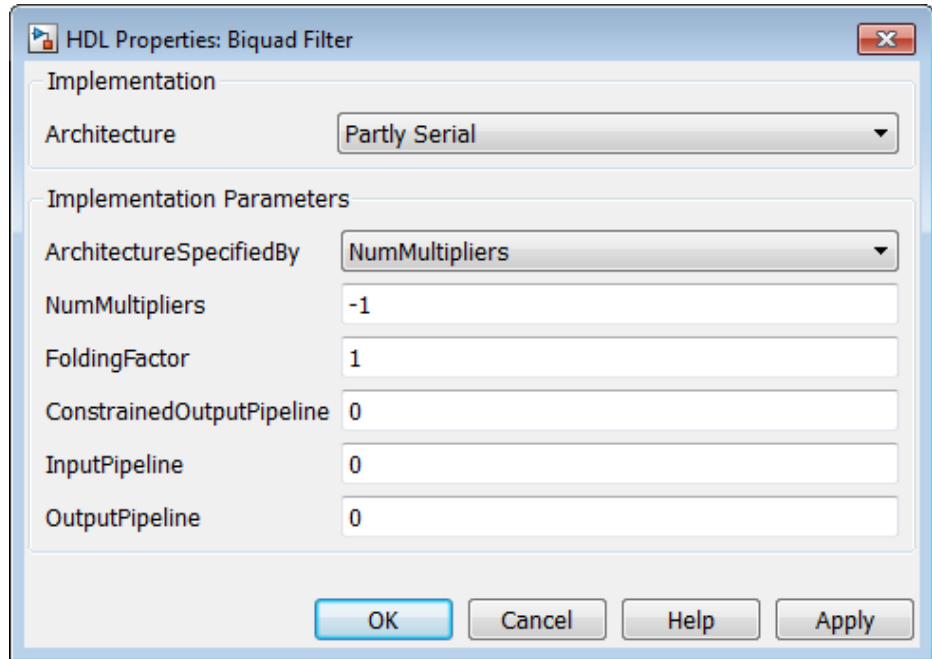 HDL Properties: Biquad Filter
Implementation
Architecture Partly Serial
Implementation Parameters
ArchitectureSpecifiedBy NumMultipliers
NumMultipliers -1
FoldingFactor 1
ConstrainedOutputPipeline 0
InputPipeline 0
OutputPipeline 0
OK Cancel Help Apply